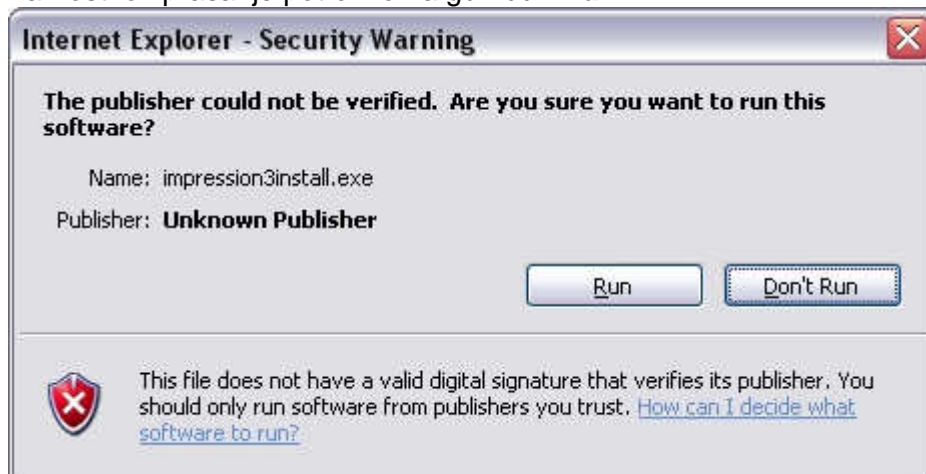 Internet Explorer - Security Warning
The publisher could not be verified. Are you sure you want to run this
software?
Name: impression3install.exe
Publisher: Unknown Publisher
Run Don't Run
This file does not have a valid digital signature that verifies its publisher. You
should only run software from publishers you trust. How can I decide what
software to run?